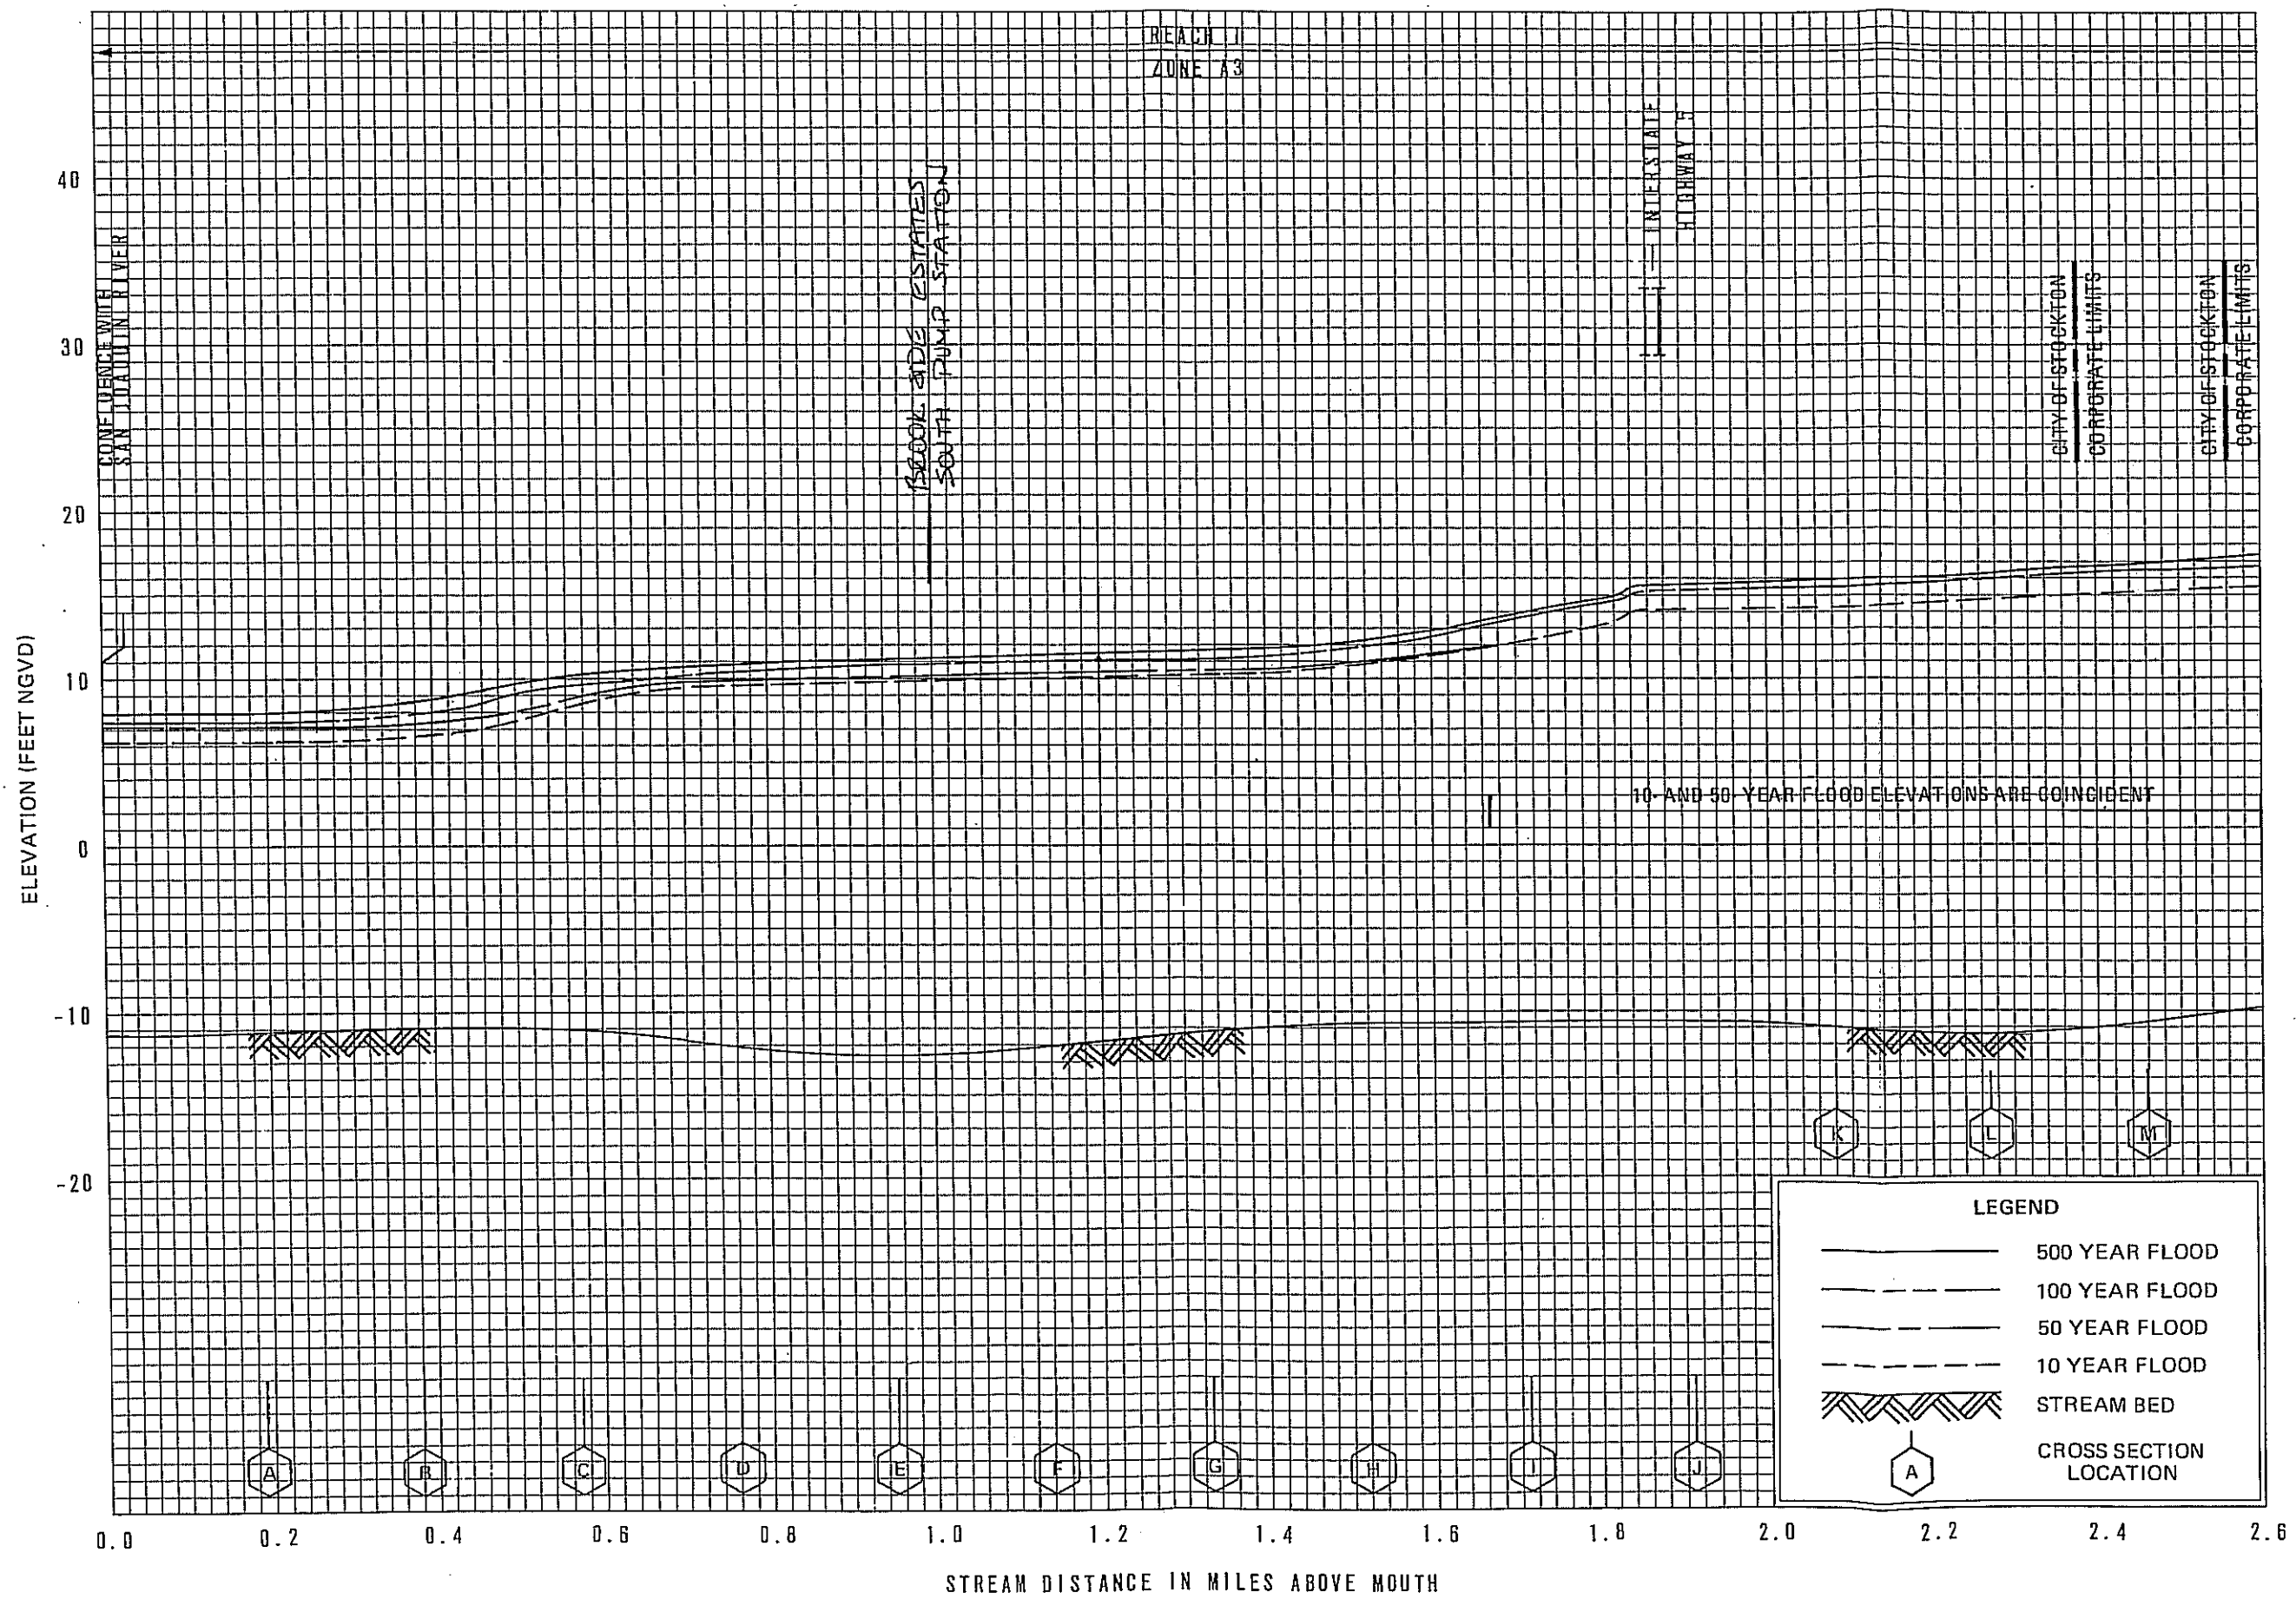 REACH 1
ZONE A3
CONFLUENCE WITH
SAN JOAQUIN RIVER
BROOKSIDE ESTATES
SOUTH PUMP STATION
INTERSTATE
HIGHWAY 5
CITY OF STOCKTON
CORPORATE LIMITS
CITY OF STOCKTON
CORPORATE LIMITS
40
30
20
10
0
-10
-20
ELEVATION (FEET NGVD)
10- AND 50-YEAR FLOOD ELEVATIONS ARE COINCIDENT
K
L
M
A
B
C
D
E
F
G
H
I
J
LEGEND
500 YEAR FLOOD
100 YEAR FLOOD
50 YEAR FLOOD
10 YEAR FLOOD
STREAM BED
A
CROSS SECTION
LOCATION
0.0
0.2
0.4
0.6
0.8
1.0
1.2
1.4
1.6
1.8
2.0
2.2
2.4
2.6
STREAM DISTANCE IN MILES ABOVE MOUTH